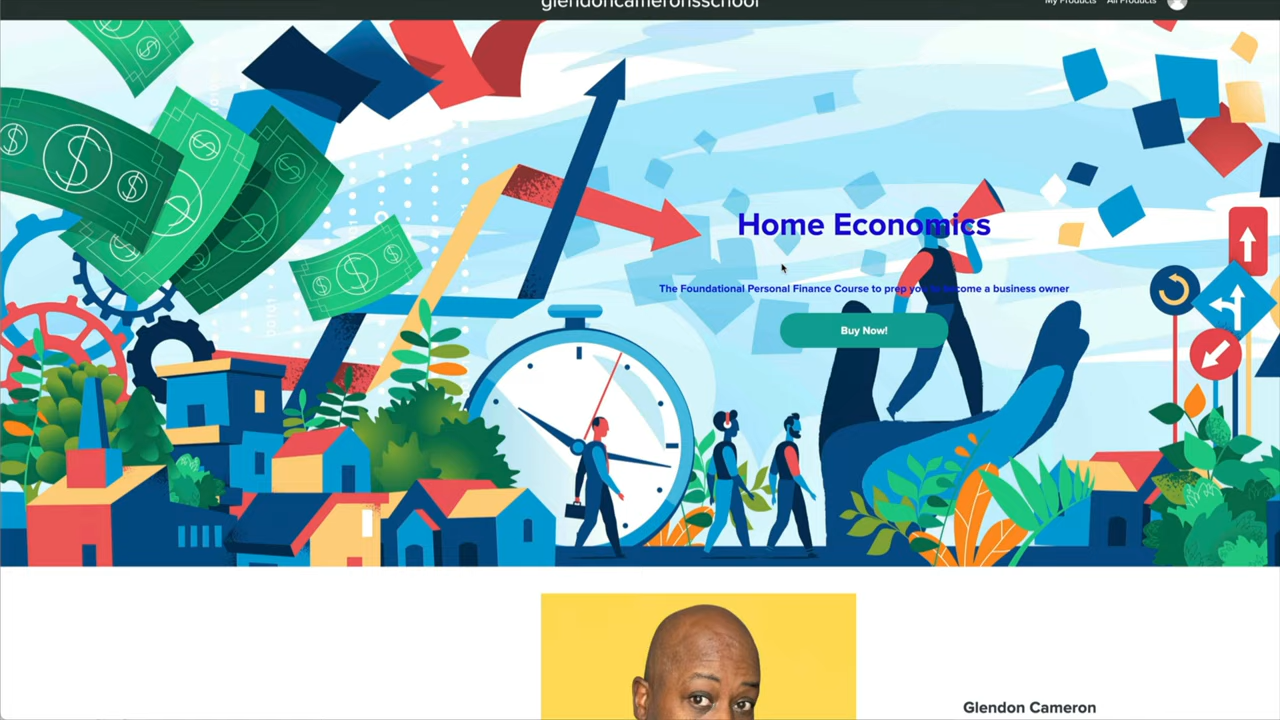 glendoncameronsschool
My Products All Products
Home Economics
The Foundational Personal Finance Course to prep you to become a business owner
Buy Now!
Glendon Cameron